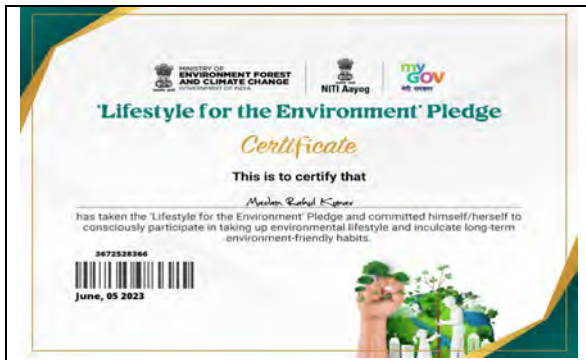 MINISTRY OF
ENVIRONMENT FOREST
AND CLIMATE CHANGE
GOVERNMENT OF INDIA
NITI Aayog
my
GOV
मेरी सरकार
'Lifestyle for the Environment' Pledge
Certificate
This is to certify that
Madan Rahul Kumar
has taken the 'Lifestyle for the Environment' Pledge and committed himself/herself to
consciously participate in taking up environmental lifestyle and inculcate long-term
environment-friendly habits.
3672528366
June, 05 2023